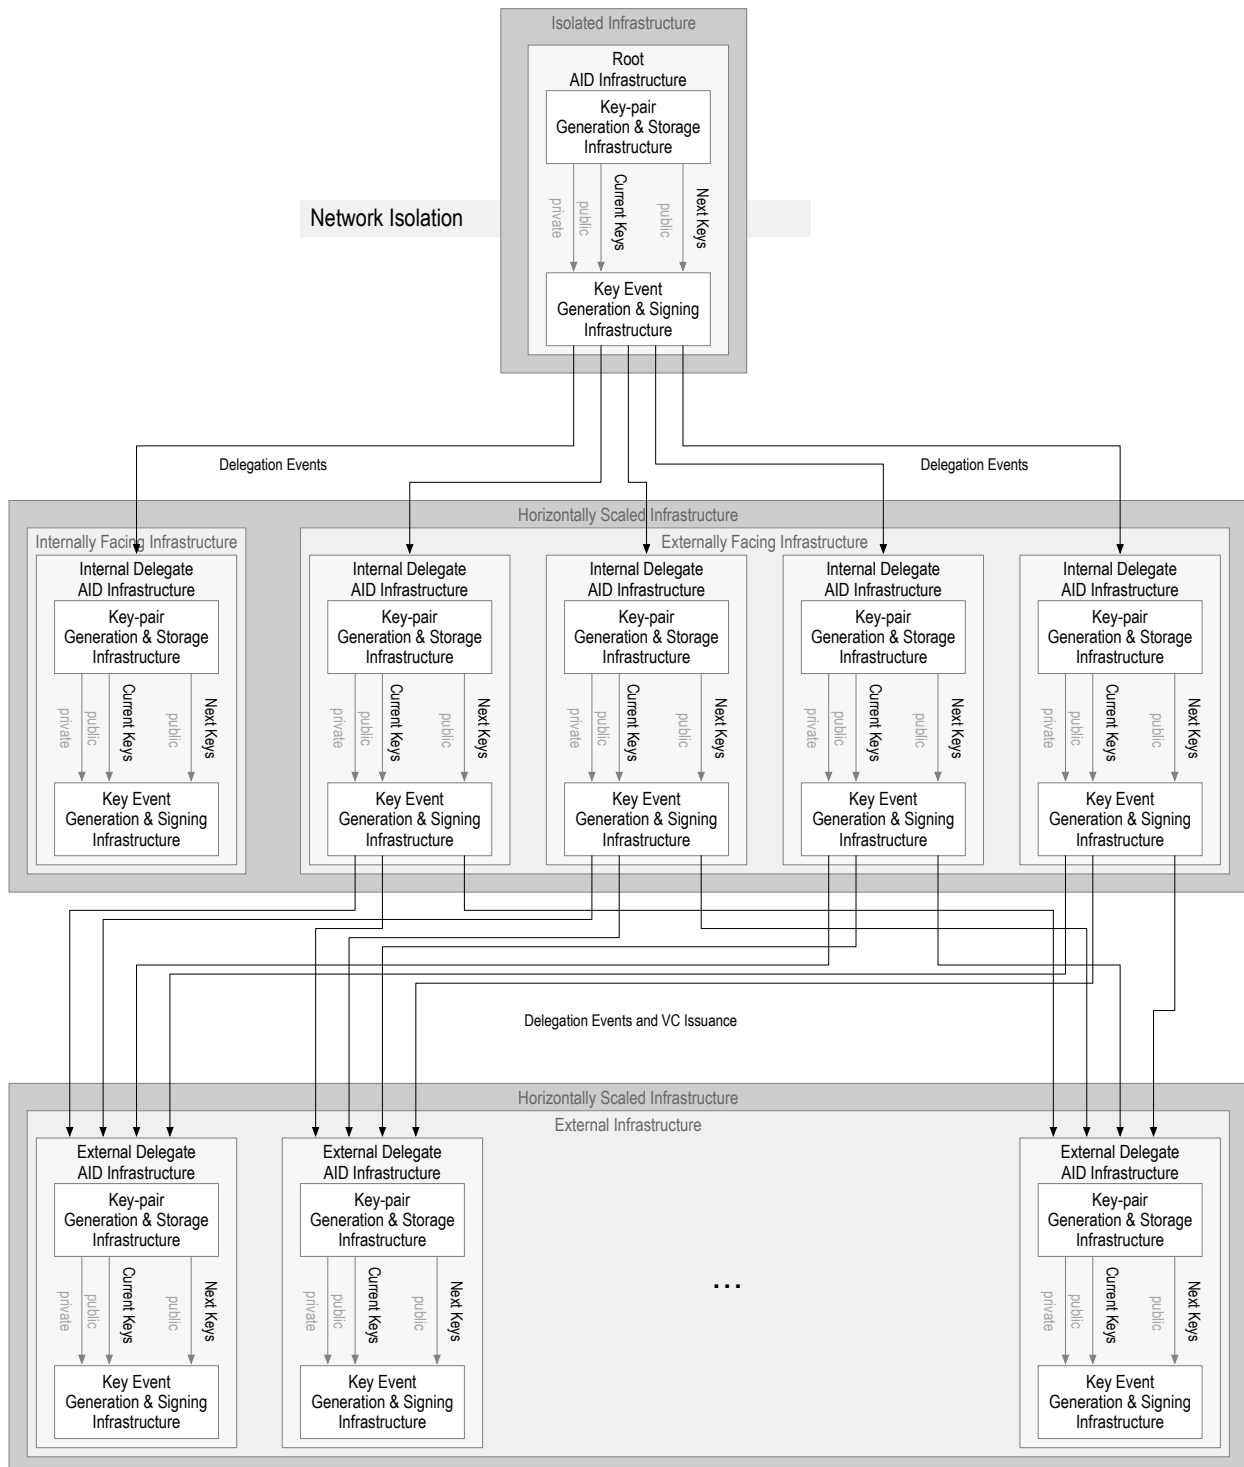 Isolated Infrastructure
Root
AID Infrastructure
Key-pair
Generation & Storage
Infrastructure
private
public
Current Keys
public
Next Keys
Network Isolation
Key Event
Generation & Signing
Infrastructure
Delegation Events
Delegation Events
Horizontally Scaled Infrastructure
Internally Facing Infrastructure
Internal Delegate
AID Infrastructure
Key-pair
Generation & Storage
Infrastructure
private
public
Current Keys
public
Next Keys
Key Event
Generation & Signing
Infrastructure
Externally Facing Infrastructure
Internal Delegate
AID Infrastructure
Key-pair
Generation & Storage
Infrastructure
private
public
Current Keys
public
Next Keys
Key Event
Generation & Signing
Infrastructure
Internal Delegate
AID Infrastructure
Key-pair
Generation & Storage
Infrastructure
private
public
Current Keys
public
Next Keys
Key Event
Generation & Signing
Infrastructure
Internal Delegate
AID Infrastructure
Key-pair
Generation & Storage
Infrastructure
private
public
Current Keys
public
Next Keys
Key Event
Generation & Signing
Infrastructure
Internal Delegate
AID Infrastructure
Key-pair
Generation & Storage
Infrastructure
private
public
Current Keys
public
Next Keys
Key Event
Generation & Signing
Infrastructure
Delegation Events and VC Issuance
Horizontally Scaled Infrastructure
External Infrastructure
External Delegate
AID Infrastructure
Key-pair
Generation & Storage
Infrastructure
private
public
Current Keys
public
Next Keys
Key Event
Generation & Signing
Infrastructure
External Delegate
AID Infrastructure
Key-pair
Generation & Storage
Infrastructure
private
public
Current Keys
public
Next Keys
Key Event
Generation & Signing
Infrastructure
...
External Delegate
AID Infrastructure
Key-pair
Generation & Storage
Infrastructure
private
public
Current Keys
public
Next Keys
Key Event
Generation & Signing
Infrastructure